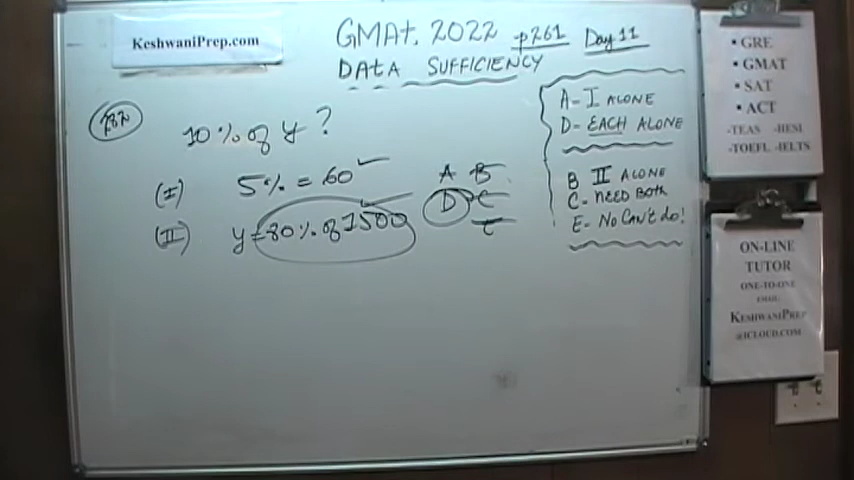 KeshwaniPrep.com
GMAt. 2022 p261 Day 11
DAtA SUFFICIENCY
10% of y?
(I) 5% = 60
(II) y = 80% of 1500
A B
D C
E
A- I ALONE
D- EACH ALONE
B II ALONE
C- NEED BotH
E- No CAN't do!
▪ GRE
▪ GMAT
▪ SAT
▪ ACT
-TEAS -HESI
-TOEFL -IELTS
ON-LINE
TUTOR
ONE-TO-ONE
EMAIL:
KESHWANIPREP
@ICLOUD.COM